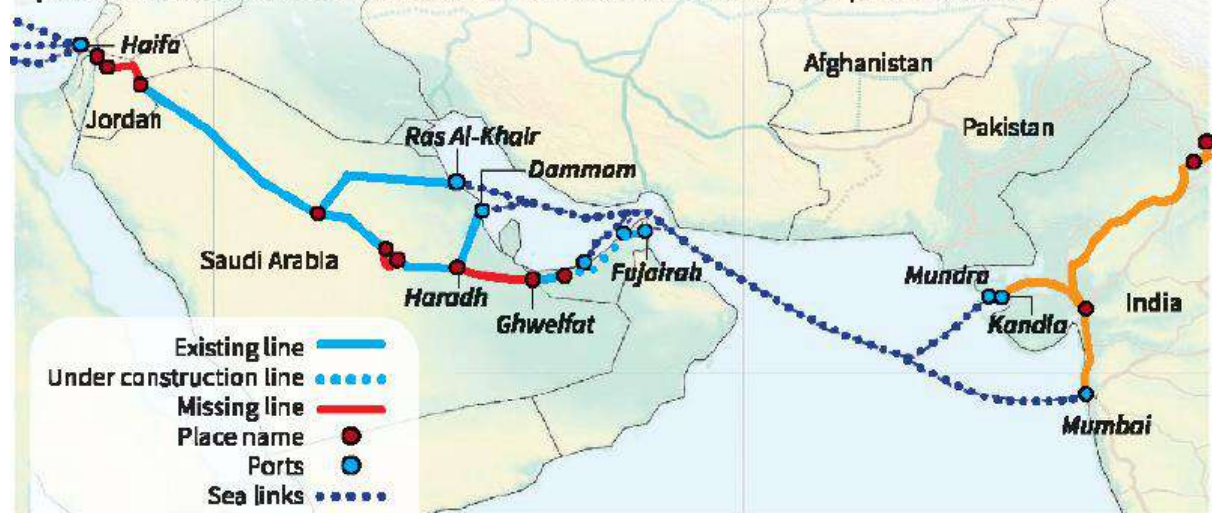 Haifa
Afghanistan
Jordan
Pakistan
Ras Al-Khair
Dammam
Saudi Arabia
Fujairah
Mundra
Haradh
Kandla
India
Ghwelfat
Existing line
Under construction line
Missing line
Mumbai
Place name
Ports
Sea links